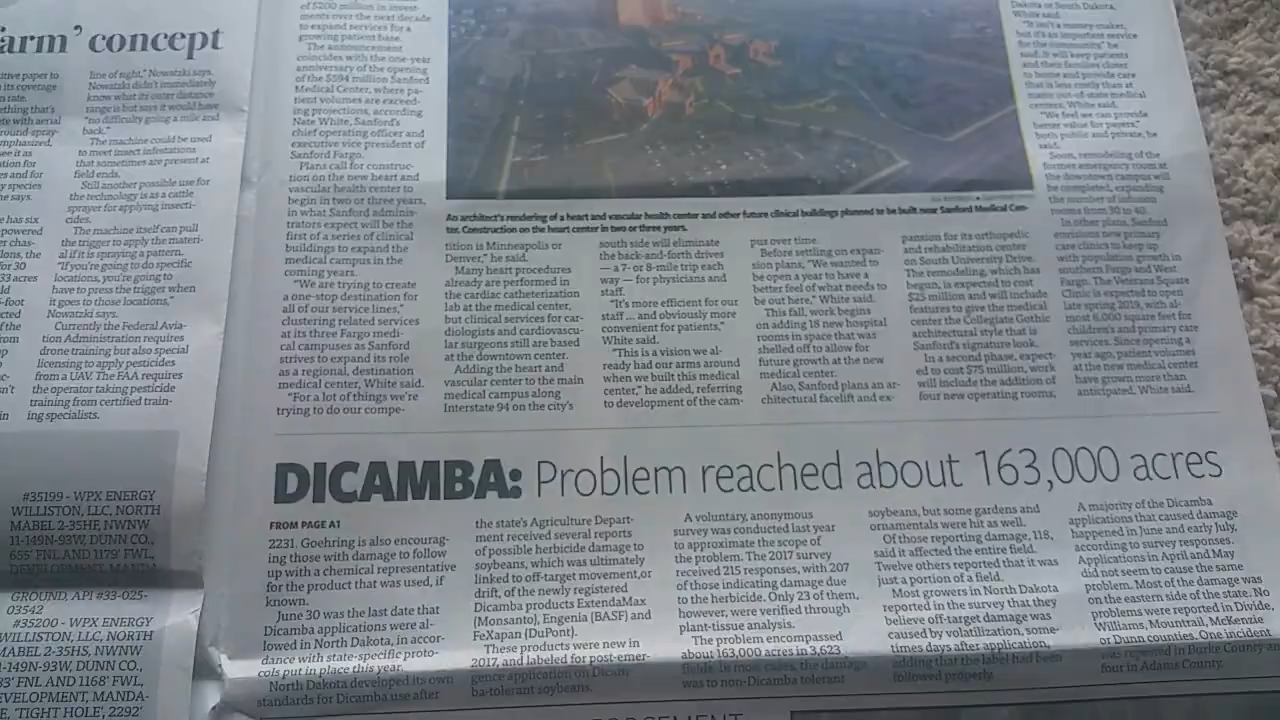 arm' concept
itive paper to
its coverage
n rate.
ething that's
te with aerial
round-spray-
mphasized,
see it as
tion for
es and for
y species
he says.
e has six
powered
er chas-
lons, the
for 30
33 acres
ld
s-foot
cted
f the
rom
op
c-
sn't
in
line of sight," Nowatzki says.
Nowatzki didn't immediately
know what its outer distance
range is but says it would have
"no difficulty going a mile and
back."
The machine could be used
to meet insect infestations
that sometimes are present at
field ends.
Still another possible use for
the technology is as a cattle
sprayer for applying insecti-
cides.
The machine itself can pull
the trigger to apply the materi-
al if it is spraying a pattern.
"If you're going to do specific
locations, you're going to
have to press the trigger when
it goes to those locations,"
Nowatzki says.
Currently the Federal Avia-
tion Administration requires
drone training but also special
licensing to apply pesticides
from a UAV. The FAA requires
the operator taking pesticide
training from certified train-
ing specialists.
#35199 - WPX ENERGY
WILLISTON, LLC, NORTH
MABEL 2-35HF, NWNW
11-149N-93W, DUNN CO.,
655' FNL AND 1179' FWL,
DEVELOPMENT, MANDA
GROUND, API #33-025-
03542
#35200 - WPX ENERGY
WILLISTON, LLC, NORTH
MABEL 2-35HS, NWNW
1-149N-93W, DUNN CO.,
83' FNL AND 1168' FWL,
EVELOPMENT, MANDA-
E, 'TIGHT HOLE', 2292'
of $200 million in invest-
ments over the next decade
to expand services for a
growing patient base.
The announcement
coincides with the one-year
anniversary of the opening
of the $594 million Sanford
Medical Center, where pa-
tient volumes are exceed-
ing projections, according
Nate White, Sanford's
chief operating officer and
executive vice president of
Sanford Fargo.
Plans call for construc-
tion on the new heart and
vascular health center to
begin in two or three years,
in what Sanford adminis-
trators expect will be the
first of a series of clinical
buildings to expand the
medical campus in the
coming years.
"We are trying to create
a one-stop destination for
all of our service lines,"
clustering related services
at its three Fargo medi-
cal campuses as Sanford
strives to expand its role
as a regional, destination
medical center, White said.
"For a lot of things we're
trying to do our compe-
An architect's rendering of a heart and vascular health center and other future clinical buildings planned to be built near Sanford Medical Cen-
ter. Construction on the heart center in two or three years.
tition is Minneapolis or
Denver," he said.
Many heart procedures
already are performed in
the cardiac catheterization
lab at the medical center,
but clinical services for car-
diologists and cardiovascu-
lar surgeons still are based
at the downtown center.
Adding the heart and
vascular center to the main
medical campus along
Interstate 94 on the city's
south side will eliminate
the back-and-forth drives
— a 7- or 8-mile trip each
way — for physicians and
staff.
"It's more efficient for our
staff ... and obviously more
convenient for patients,"
White said.
"This is a vision we al-
ready had our arms around
when we built this medical
center," he added, referring
to development of the cam-
pus over time.
Before settling on expan-
sion plans, "We wanted to
be open a year to have a
better feel of what needs to
be out here," White said.
This fall, work begins
on adding 18 new hospital
rooms in space that was
shelled off to allow for
future growth at the new
medical center.
Also, Sanford plans an ar-
chitectural facelift and ex-
pansion for its orthopedic
and rehabilitation center
on South University Drive.
The remodeling, which has
begun, is expected to cost
$25 million and will include
features to give the medical
center the Collegiate Gothic
architectural style that is
Sanford's signature look.
In a second phase, expect-
ed to cost $75 million, work
will include the addition of
four new operating rooms,
Dakota or South Dakota,
White said.
"It isn't a money-maker,
but it's an important service
for the community," he
said. It will keep patients
and their families closer
to home and provide care
that is less costly than at
many out-of-state medical
centers, White said.
"We feel we can provide
better value for payers,"
both public and private, he
said.
Soon, remodeling of the
former emergency room at
the downtown campus will
be completed, expanding
the number of infusion
rooms from 30 to 40.
In other plans, Sanford
envisions new primary
care clinics to keep up
with population growth in
southern Fargo and West
Fargo. The Veterans Square
Clinic is expected to open
late spring 2019, with al-
most 6,000 square feet for
children's and primary care
services. Since opening a
year ago, patient volumes
at the new medical center
have grown more than
anticipated, White said.
DICAMBA: Problem reached about 163,000 acres
FROM PAGE A1
2231. Goehring is also encourag-
ing those with damage to follow
up with a chemical representative
for the product that was used, if
known.
June 30 was the last date that
Dicamba applications were al-
lowed in North Dakota, in accor-
dance with state-specific proto-
cols put in place this year.
North Dakota developed its own
standards for Dicamba use after
the state's Agriculture Depart-
ment received several reports
of possible herbicide damage to
soybeans, which was ultimately
linked to off-target movement,or
drift, of the newly registered
Dicamba products ExtendaMax
(Monsanto), Engenia (BASF) and
FeXapan (DuPont).
These products were new in
2017, and labeled for post-emer-
gence application on Dicam
ba-tolerant soybeans.
A voluntary, anonymous
survey was conducted last year
to approximate the scope of
the problem. The 2017 survey
received 215 responses, with 207
of those indicating damage due
to the herbicide. Only 23 of them,
however, were verified through
plant-tissue analysis.
The problem encompassed
about 163,000 acres in 3,623
fields. In most cases, the damage
was to non-Dicamba tolerant
soybeans, but some gardens and
ornamentals were hit as well.
Of those reporting damage, 118,
said it affected the entire field.
Twelve others reported that it was
just a portion of a field.
Most growers in North Dakota
reported in the survey that they
believe off-target damage was
caused by volatilization, some-
times days after application,
adding that the label had been
followed properly.
A majority of the Dicamba
applications that caused damage
happened in June and early July,
according to survey responses.
Applications in April and May
did not seem to cause the same
problem. Most of the damage was
on the eastern side of the state. No
problems were reported in Divide,
Williams, Mountrail, McKenzie
or Dunn counties. One incident
was reported in Burke County an
four in Adams County.